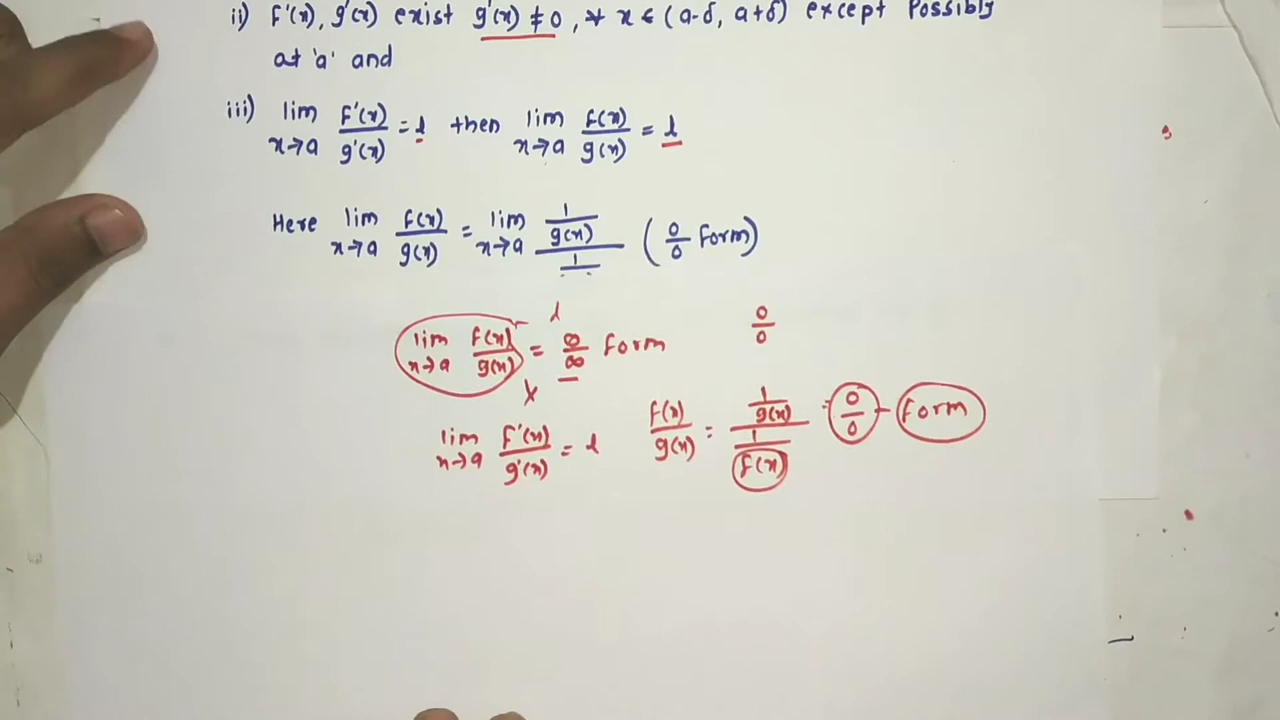 ii) f'(x), g'(x) exist g'(x) ≠ 0, ∀ x ∈ (a-δ, a+δ) except possibly
at 'a' and
iii) lim x→a f'(x)/g'(x) = l then lim x→a f(x)/g(x) = l
Here lim x→a f(x)/g(x) = lim x→a (1/g(x))/(1/ (0/0 form)
lim x→a f(x)/g(x) = ∞/∞ form 0/0
l
lim x→a f'(x)/g'(x) = l f(x)/g(x) = (1/g(x))/(1/f(x)) = 0/0 - form